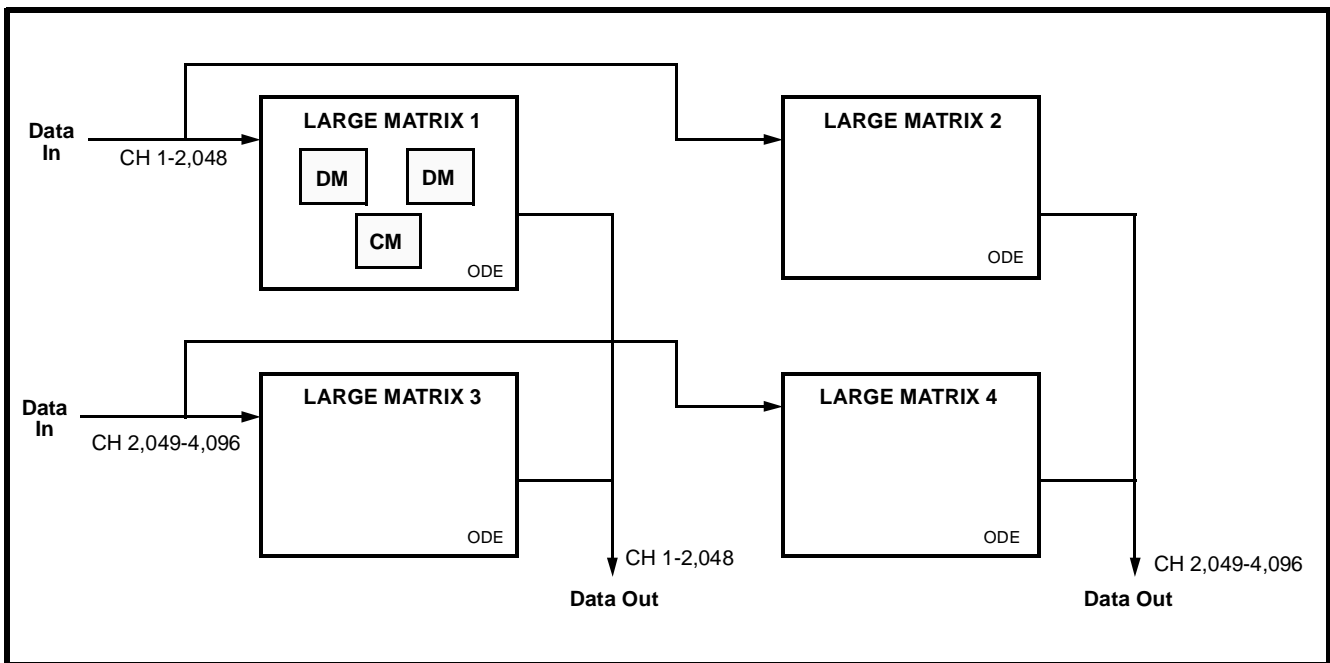 LARGE MATRIX 1
LARGE MATRIX 2
Data
In
CH 1-2,048
DM
DM
CM
ODE
ODE
LARGE MATRIX 3
LARGE MATRIX 4
Data
In
CH 2,049-4,096
ODE
ODE
CH 1-2,048
CH 2,049-4,096
Data Out
Data Out